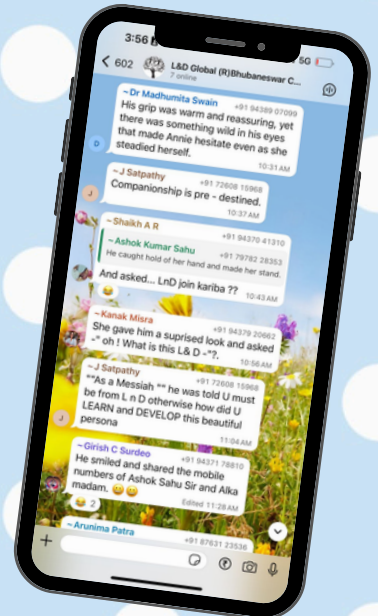 3:56
5G
602
L&D Global (R)Bhubaneswar C...
7 online
~Dr Madhumita Swain +91 94389 07099
His grip was warm and reassuring, yet
there was something wild in his eyes
that made Annie hesitate even as she
steadied herself.
10:31 AM
D
~J Satpathy +91 72608 15968
Companionship is pre - destined.
10:37 AM
J
~Shaikh A R +91 94370 41310
~Ashok Kumar Sahu +91 79782 28353
He caught hold of her hand and made her stand.
And asked... LnD join kariba ??
10:43 AM
~Kanak Misra +91 94379 20662
She gave him a suprised look and asked
-" oh ! What is this L& D -"?.
10:56 AM
~J Satpathy +91 72608 15968
""As a Messiah "" he was told U must
be from L n D otherwise how did U
LEARN and DEVELOP this beautiful
persona
11:04 AM
J
~Girish C Surdeo +91 94371 78810
He smiled and shared the mobile
numbers of Ashok Sahu Sir and Alka
madam. 😀😀
Edited 11:28 AM
😂 2
~Arunima Patra +91 87631 23536